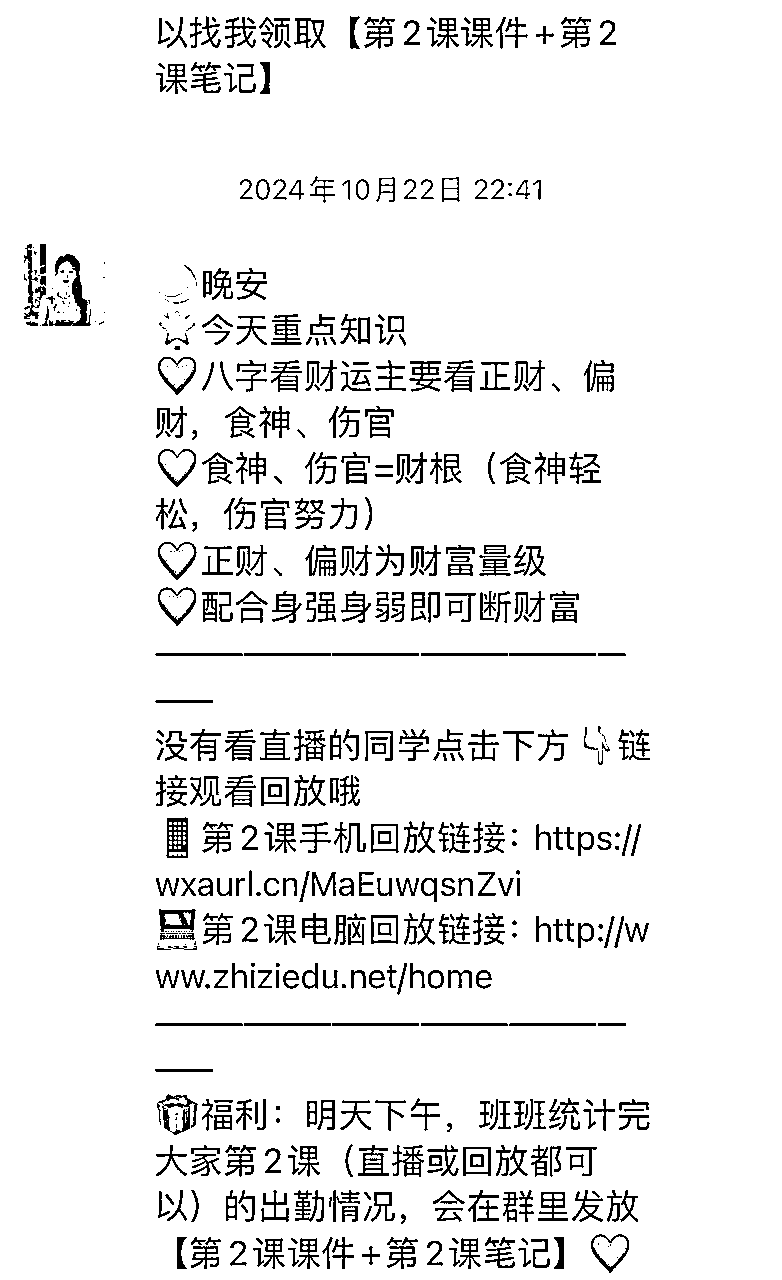 以找我领取【第2课课件+第2
课笔记】
2024年10月22日 22:41
🌙晚安
🌟今天重点知识
♡八字看财运主要看正财、偏
财，食神、伤官
♡食神、伤官=财根（食神轻
松，伤官努力）
♡正财、偏财为财富量级
♡配合身强身弱即可断财富
——————————————————
——
没有看直播的同学点击下方👇链
接观看回放哦
📱第2课手机回放链接：https://
wxaurl.cn/MaEuwqsnZvi
💻第2课电脑回放链接：http://w
ww.zhiziedu.net/home
——————————————————
——
🎁福利：明天下午，班班统计完
大家第2课（直播或回放都可
以）的出勤情况，会在群里发放
【第2课课件+第2课笔记】♡